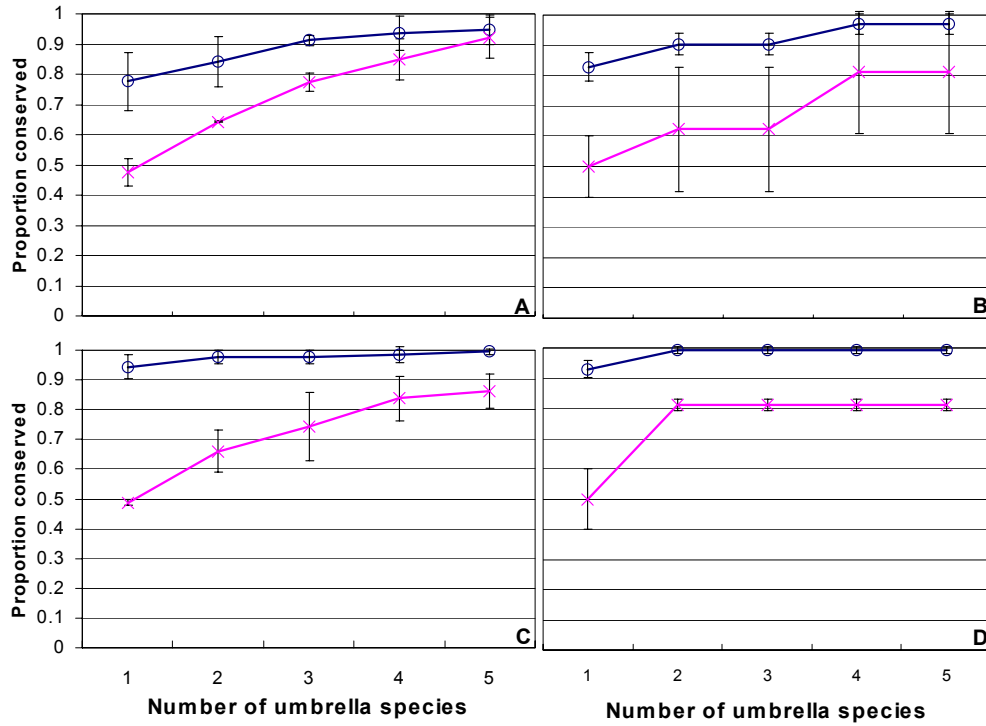 Proportion conserved
1
0.9
0.8
0.7
0.6
0.5
0.4
0.3
0.2
0.1
0
A
B
Proportion conserved
1
0.9
0.8
0.7
0.6
0.5
0.4
0.3
0.2
0.1
0
C
D
1 2 3 4 5
1 2 3 4 5
Number of umbrella species
Number of umbrella species